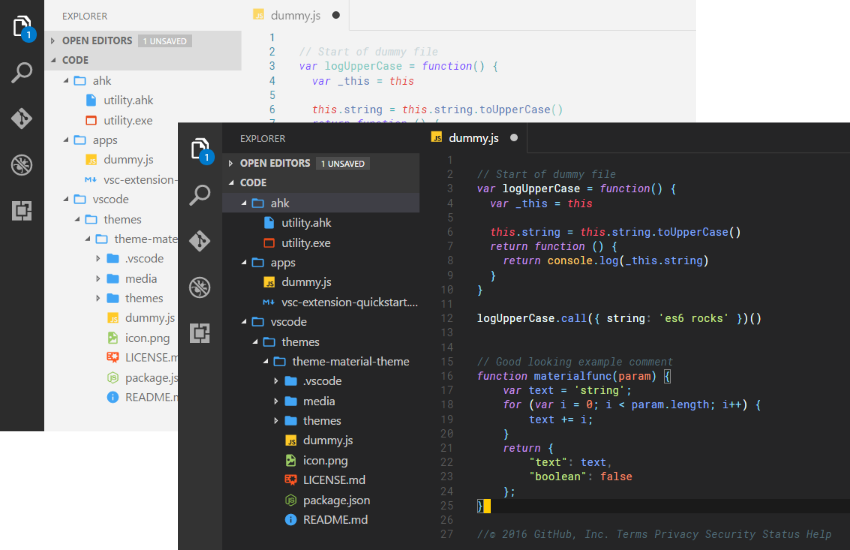 EXPLORER
OPEN EDITORS 1 UNSAVED
CODE
ahk
utility.ahk
utility.exe
apps
dummy.js
vsc-extension-
vscode
themes
theme-mate
.vscode
media
themes
dummy.js
icon.png
LICENSE.m
package.js
README.m
1
dummy.js
1
2 // Start of dummy file
3 var logUpperCase = function() {
4 var _this = this
5
6 this.string = this.string.toUpperCase()
7 return function () {
1
EXPLORER
OPEN EDITORS 1 UNSAVED
CODE
ahk
utility.ahk
utility.exe
apps
dummy.js
vsc-extension-quickstart....
vscode
themes
theme-material-theme
.vscode
media
themes
dummy.js
icon.png
LICENSE.md
package.json
README.md
dummy.js
1
2 // Start of dummy file
3 var logUpperCase = function() {
4 var _this = this
5
6 this.string = this.string.toUpperCase()
7 return function () {
8 return console.log(_this.string)
9 }
10 }
11
12 logUpperCase.call({ string: 'es6 rocks' })()
13
14
15 // Good looking example comment
16 function materialfunc(param) {
17 var text = 'string';
18 for (var i = 0; i < param.length; i++) {
19 text += i;
20 }
21 return {
22 "text": text,
23 "boolean": false
24 };
25 }
26
27 //© 2016 GitHub, Inc. Terms Privacy Security Status Help